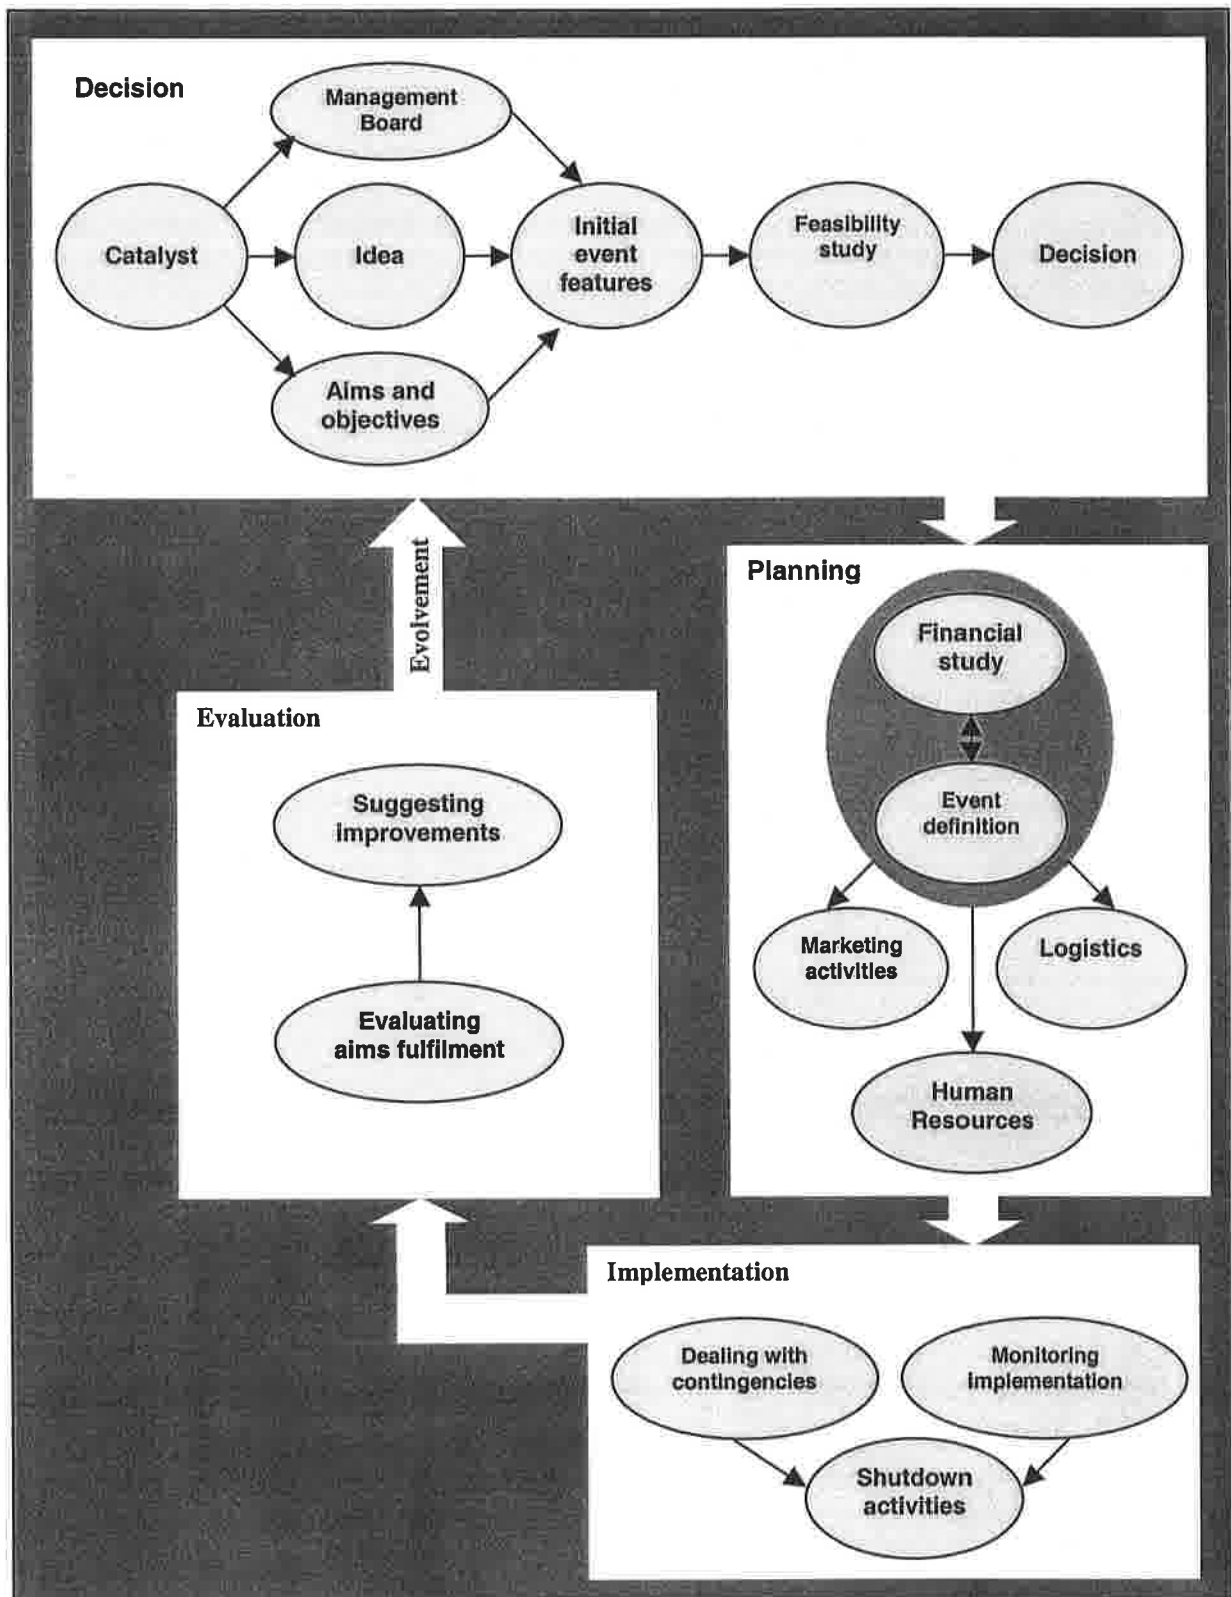 Decision
Management
Board
Catalyst
Idea
Initial
event
features
Feasibility
study
Decision
Aims and
objectives
Evolvement
Planning
Financial
study
Event
definition
Marketing
activities
Logistics
Human
Resources
Evaluation
Suggesting
improvements
Evaluating
aims fulfilment
Implementation
Dealing with
contingencies
Monitoring
implementation
Shutdown
activities